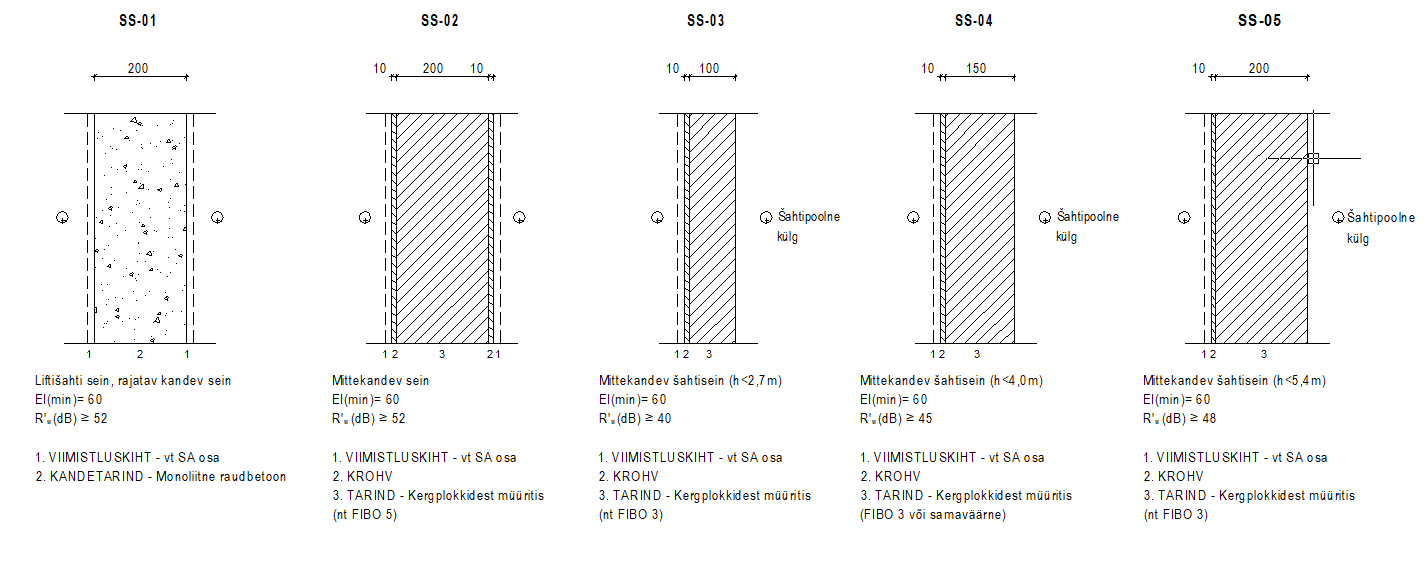 SS-01
200
1 2 1
Liftišahti sein, rajatav kandev sein
EI(min)= 60
R'w(dB) ≥ 52
1. VIIMISTLUSKIHT - vt SA osa
2. KANDETARIND - Monoliitne raudbetoon
SS-02
10 200 10
1 2 3 2 1
Mittekandev sein
EI(min)= 60
R'w(dB) ≥ 52
1. VIIMISTLUSKIHT - vt SA osa
2. KROHV
3. TARIND - Kergplokkidest müüritis
(nt FIBO 5)
SS-03
10 100
Šahtipoolne
külg
1 2 3
Mittekandev šahtisein (h<2,7m)
EI(min)= 60
R'w(dB) ≥ 40
1. VIIMISTLUSKIHT - vt SA osa
2. KROHV
3. TARIND - Kergplokkidest müüritis
(nt FIBO 3)
SS-04
10 150
Šahtipoolne
külg
1 2 3
Mittekandev šahtisein (h<4,0m)
EI(min)= 60
R'w(dB) ≥ 45
1. VIIMISTLUSKIHT - vt SA osa
2. KROHV
3. TARIND - Kergplokkidest müüritis
(FIBO 3 või samaväärne)
SS-05
10 200
Šahtipoolne
külg
1 2 3
Mittekandev šahtisein (h<5,4m)
EI(min)= 60
R'w(dB) ≥ 48
1. VIIMISTLUSKIHT - vt SA osa
2. KROHV
3. TARIND - Kergplokkidest müüritis
(nt FIBO 3)